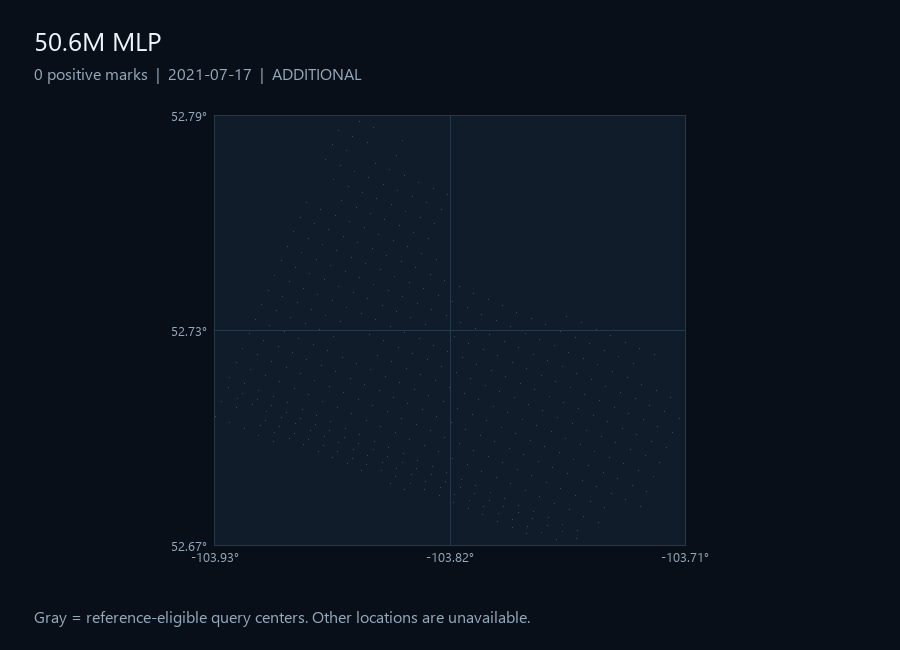 50.6M MLP
0 positive marks | 2021-07-17 | ADDITIONAL
52.79°
52.73°
52.67°
-103.93° -103.82° -103.71°
Gray = reference-eligible query centers. Other locations are unavailable.